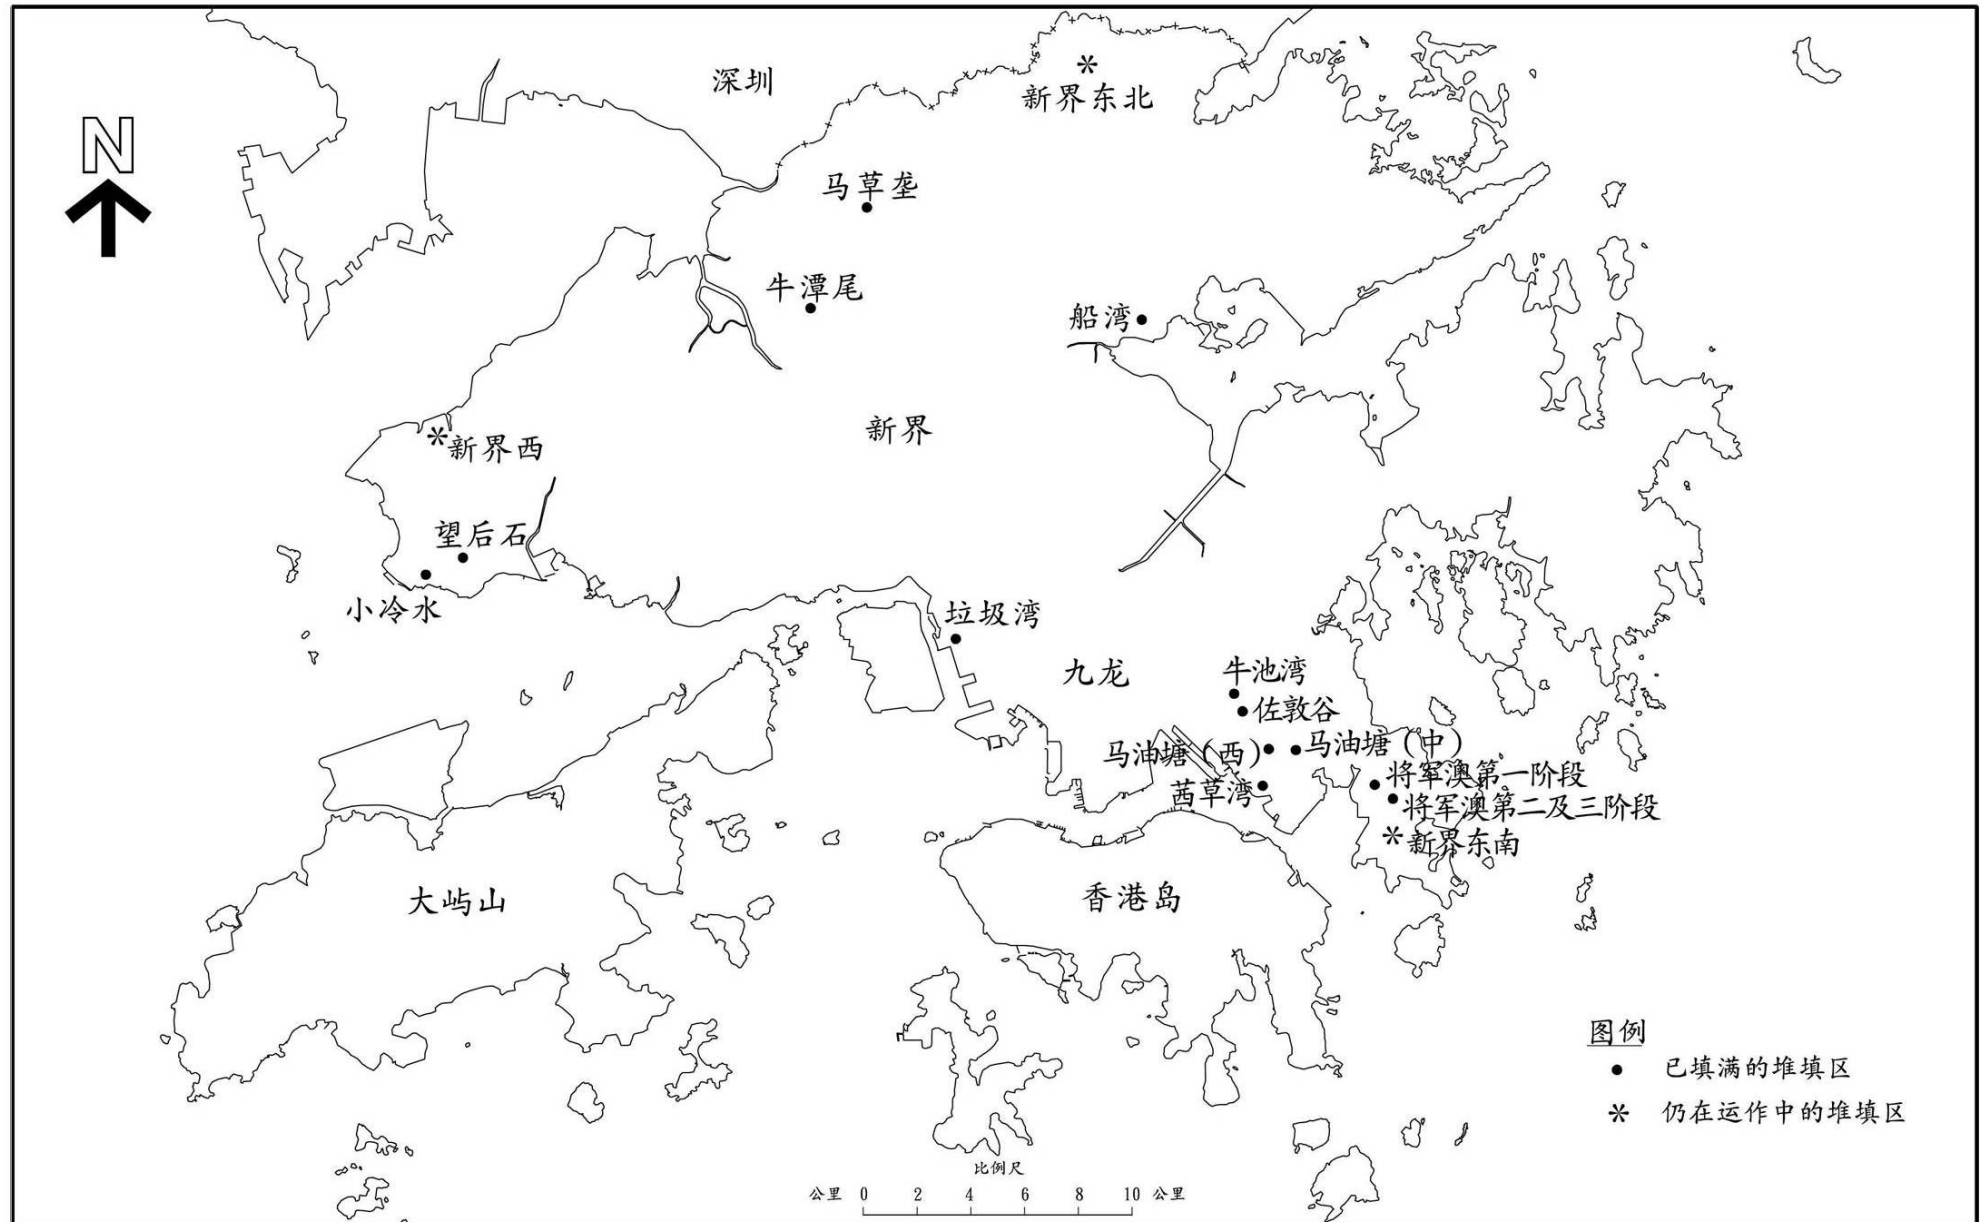 深圳
新界东北
N
马草垄
牛潭尾
船湾
新界
新界西
望后石
小冷水
垃圾湾
九龙
牛池湾
佐敦谷
马油塘（西）
马油塘（中）
将军澳第一阶段
茜草湾
将军澳第二及三阶段
新界东南
大屿山
香港岛
图例
已填满的堆填区
仍在运作中的堆填区
比例尺
公里 0 2 4 6 8 10 公里